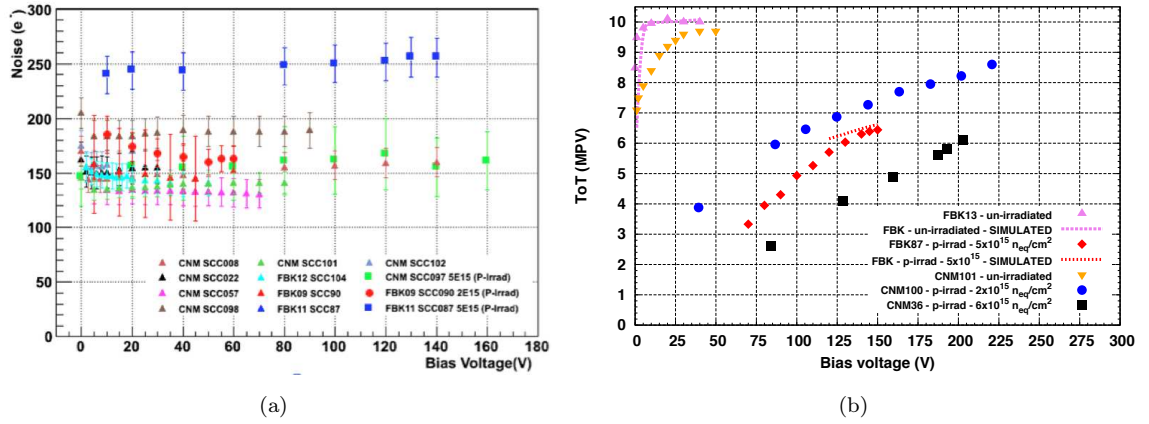 Noise (e⁻)
300
250
200
150
100
50
0
CNM SCC008
CNM SCC022
CNM SCC057
CNM SCC098
CNM SCC101
FBK12 SCC104
FBK09 SCC90
FBK11 SCC87
CNM SCC102
CNM SCC097 5E15 (P-Irrad)
FBK09 SCC090 2E15 (P-Irrad)
FBK11 SCC087 5E15 (P-Irrad)
0 20 40 60 80 100 120 140 160 180
Bias Voltage(V)
(a)
ToT (MPV)
10
9
8
7
6
5
4
3
2
1
0
FBK13 - un-irradiated
FBK - un-irradiated - SIMULATED
FBK87 - p-irrad - 5x10¹⁵ n_eq/cm²
FBK - p-irrad - 5x10¹⁵ - SIMULATED
CNM101 - un-irradiated
CNM100 - p-irrad - 2x10¹⁵ n_eq/cm²
CNM36 - p-irrad - 6x10¹⁵ n_eq/cm²
0 25 50 75 100 125 150 175 200 225 250 275 300
Bias voltage (V)
(b)